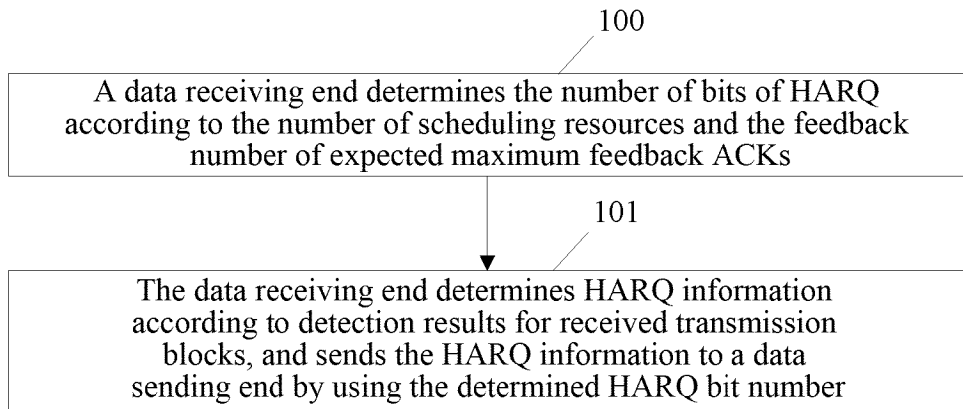 100
A data receiving end determines the number of bits of HARQ
according to the number of scheduling resources and the feedback
number of expected maximum feedback ACKs
101
The data receiving end determines HARQ information
according to detection results for received transmission
blocks, and sends the HARQ information to a data
sending end by using the determined HARQ bit number